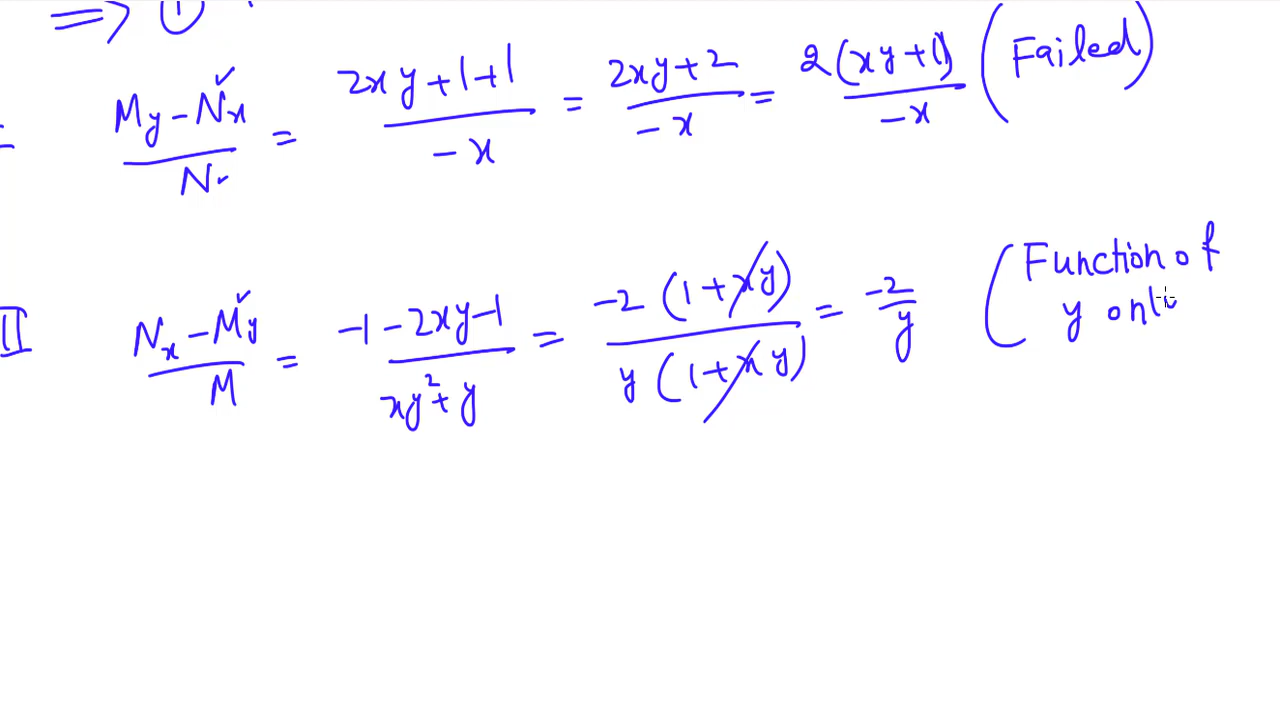 ⟹ ①
My - Nx / N = 2xy+1+1 / -x = 2xy+2 / -x = 2(xy+1) / -x (Failed)
II Nx - My / M = -1-2xy-1 / xy²+y = -2(1+xy) / y(1+xy) = -2 / y (Function of
y onl